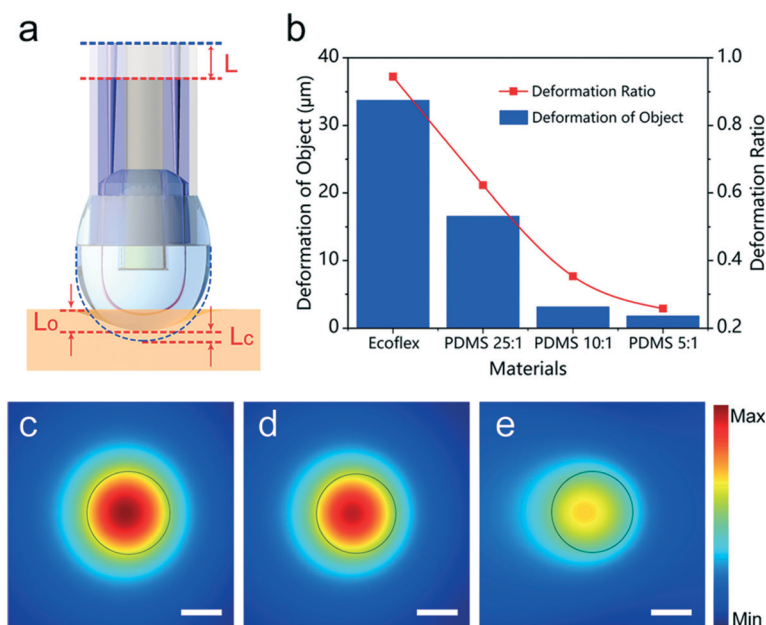 a
L
Lo
Lc
b
Deformation of Object (μm)
40
30
20
10
0
Deformation Ratio
Deformation of Object
1.0
0.8
0.6
0.4
0.2
Deformation Ratio
Ecoflex PDMS 25:1 PDMS 10:1 PDMS 5:1
Materials
c
d
e
Max
Min